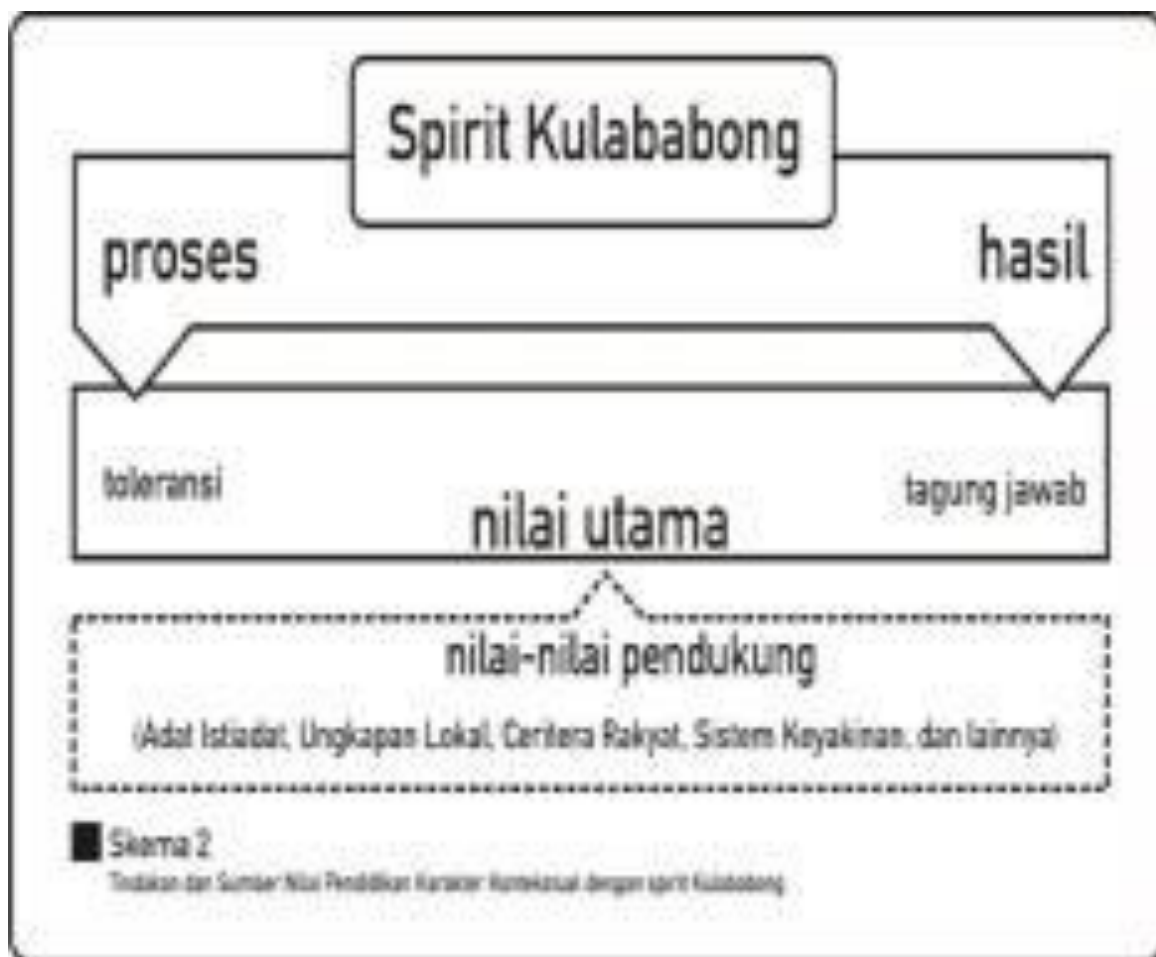 Spirit Kulababong
proses
hasil
toleransi
tagung jawab
nilai utama
nilai-nilai pendukung
(Adat Istiadat, Ungkapan Lokal, Ceritera Rakyat, Sistem Keyakinan, dan lainnya)
Skema 2
Tindakan dan Sumber Nilai Pendidikan Karakter Kontekstual dengan spirit Kulababong